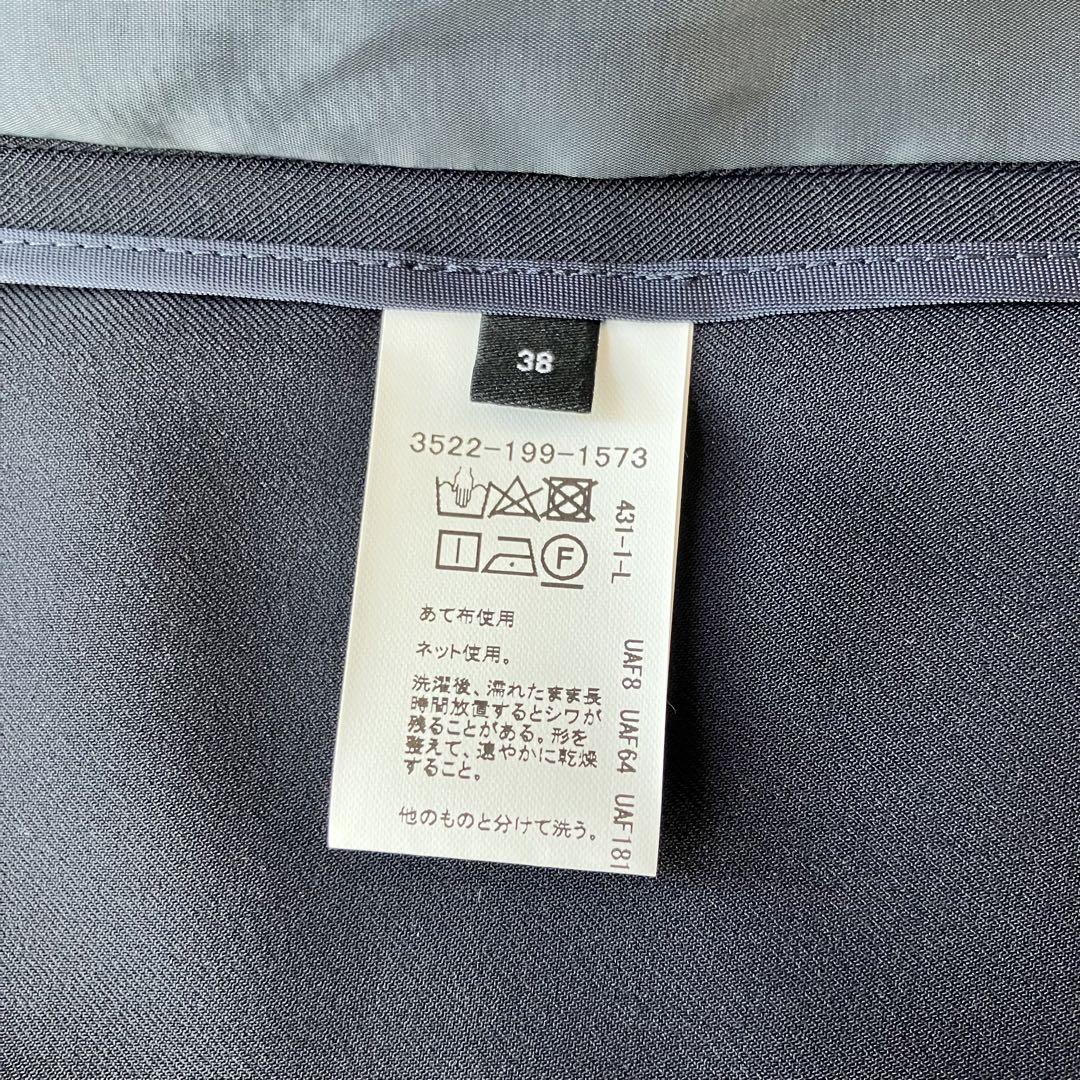 38
3522-199-1573
F
431-1-L
あて布使用
ネット使用。
洗濯後、濡れたまま長
時間放置するとシワが
残ることがある。形を
整えて、速やかに乾燥
すること。
他のものと分けて洗う。
UAF8 UAF64 UAF181